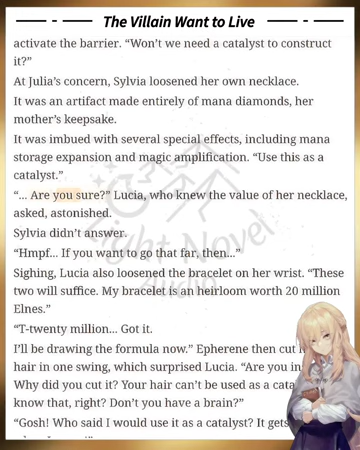 The Villain Want to Live
activate the barrier. “Won’t we need a catalyst to construct
it?”
At Julia’s concern, Sylvia loosened her own necklace.
It was an artifact made entirely of mana diamonds, her
mother’s keepsake.
It was imbued with several special effects, including mana
storage expansion and magic amplification. “Use this as a
catalyst.”
“... Are you sure?” Lucia, who knew the value of her necklace,
asked, astonished.
Sylvia didn’t answer.
“Hmpf... If you want to go that far, then...”
Sighing, Lucia also loosened the bracelet on her wrist. “These
two will suffice. My bracelet is an heirloom worth 20 million
Elnes.”
“T-twenty million... Got it.
I’ll be drawing the formula now.” Epherene then cut
hair in one swing, which surprised Lucia. “Are you
Why did you cut it? Your hair can’t be used as a
know that, right? Don’t you have a brain?”
“Gosh! Who said I would use it as a catalyst? It
Light Novel
Audio